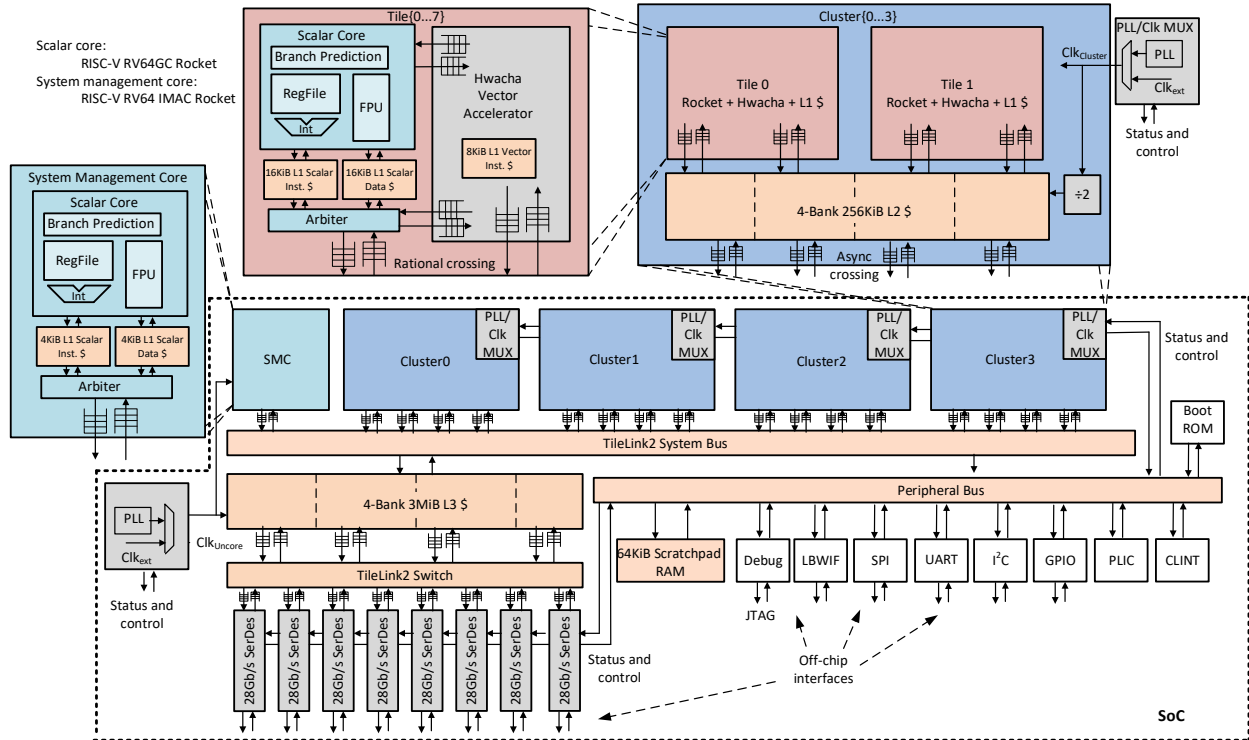 Scalar core:
RISC-V RV64GC Rocket
System management core:
RISC-V RV64 IMAC Rocket
Tile{0...7}
Scalar Core
Branch Prediction
RegFile
Int
FPU
16KiB L1 Scalar
Inst. $
16KiB L1 Scalar
Data $
Arbiter
Hwacha
Vector
Accelerator
8KiB L1 Vector
Inst. $
Rational crossing
Cluster{0...3}
Tile 0
Rocket + Hwacha + L1 $
Tile 1
Rocket + Hwacha + L1 $
4-Bank 256KiB L2 $
÷2
Async
crossing
Clk_Cluster
PLL/Clk MUX
PLL
Clk_ext
Status and
control
System Management Core
Scalar Core
Branch Prediction
RegFile
Int
FPU
4KiB L1 Scalar
Inst. $
4KiB L1 Scalar
Data $
Arbiter
SMC
Cluster0
PLL/
Clk
MUX
Cluster1
PLL/
Clk
MUX
Cluster2
PLL/
Clk
MUX
Cluster3
PLL/
Clk
MUX
Status and
control
Boot
ROM
TileLink2 System Bus
Peripheral Bus
4-Bank 3MiB L3 $
PLL
Clk_ext
Clk_Uncore
Status and
control
TileLink2 Switch
64KiB Scratchpad
RAM
Debug
LBWIF
SPI
UART
I²C
GPIO
PLIC
CLINT
JTAG
28Gb/s SerDes
28Gb/s SerDes
28Gb/s SerDes
28Gb/s SerDes
28Gb/s SerDes
28Gb/s SerDes
28Gb/s SerDes
28Gb/s SerDes
Status and
control
Off-chip
interfaces
SoC